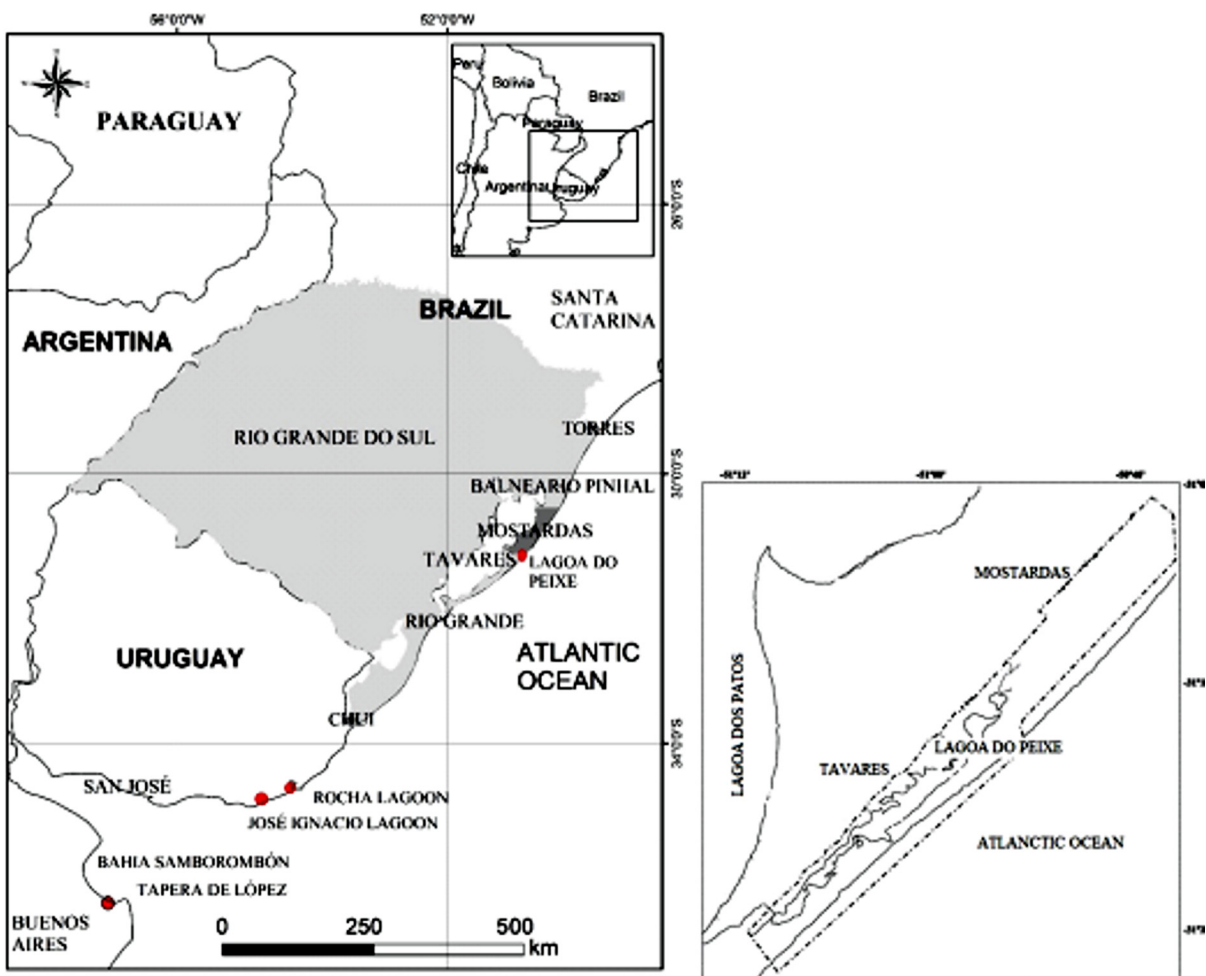 56°0'0"W 52°0'0"W
PARAGUAY
Peru
Bolivia
Brazil
Paraguay
Chile
Argentina
Uruguay
26°0'0"S
BRAZIL
SANTA
CATARINA
ARGENTINA
RIO GRANDE DO SUL
TORRES
30°0'0"S
BALNEARIO PINHAL
MOSTARDAS
TAVARES
LAGOA DO
PEIXE
RIO GRANDE
URUGUAY
ATLANTIC
OCEAN
CHUI
34°0'0"S
SAN JOSÉ
ROCHA LAGOON
JOSÉ IGNACIO LAGOON
BAHIA SAMBOROMBÓN
TAPERA DE LÓPEZ
BUENOS
AIRES
0 250 500
km
MOSTARDAS
LAGOA DOS PATOS
LAGOA DO PEIXE
TAVARES
ATLANCTIC OCEAN